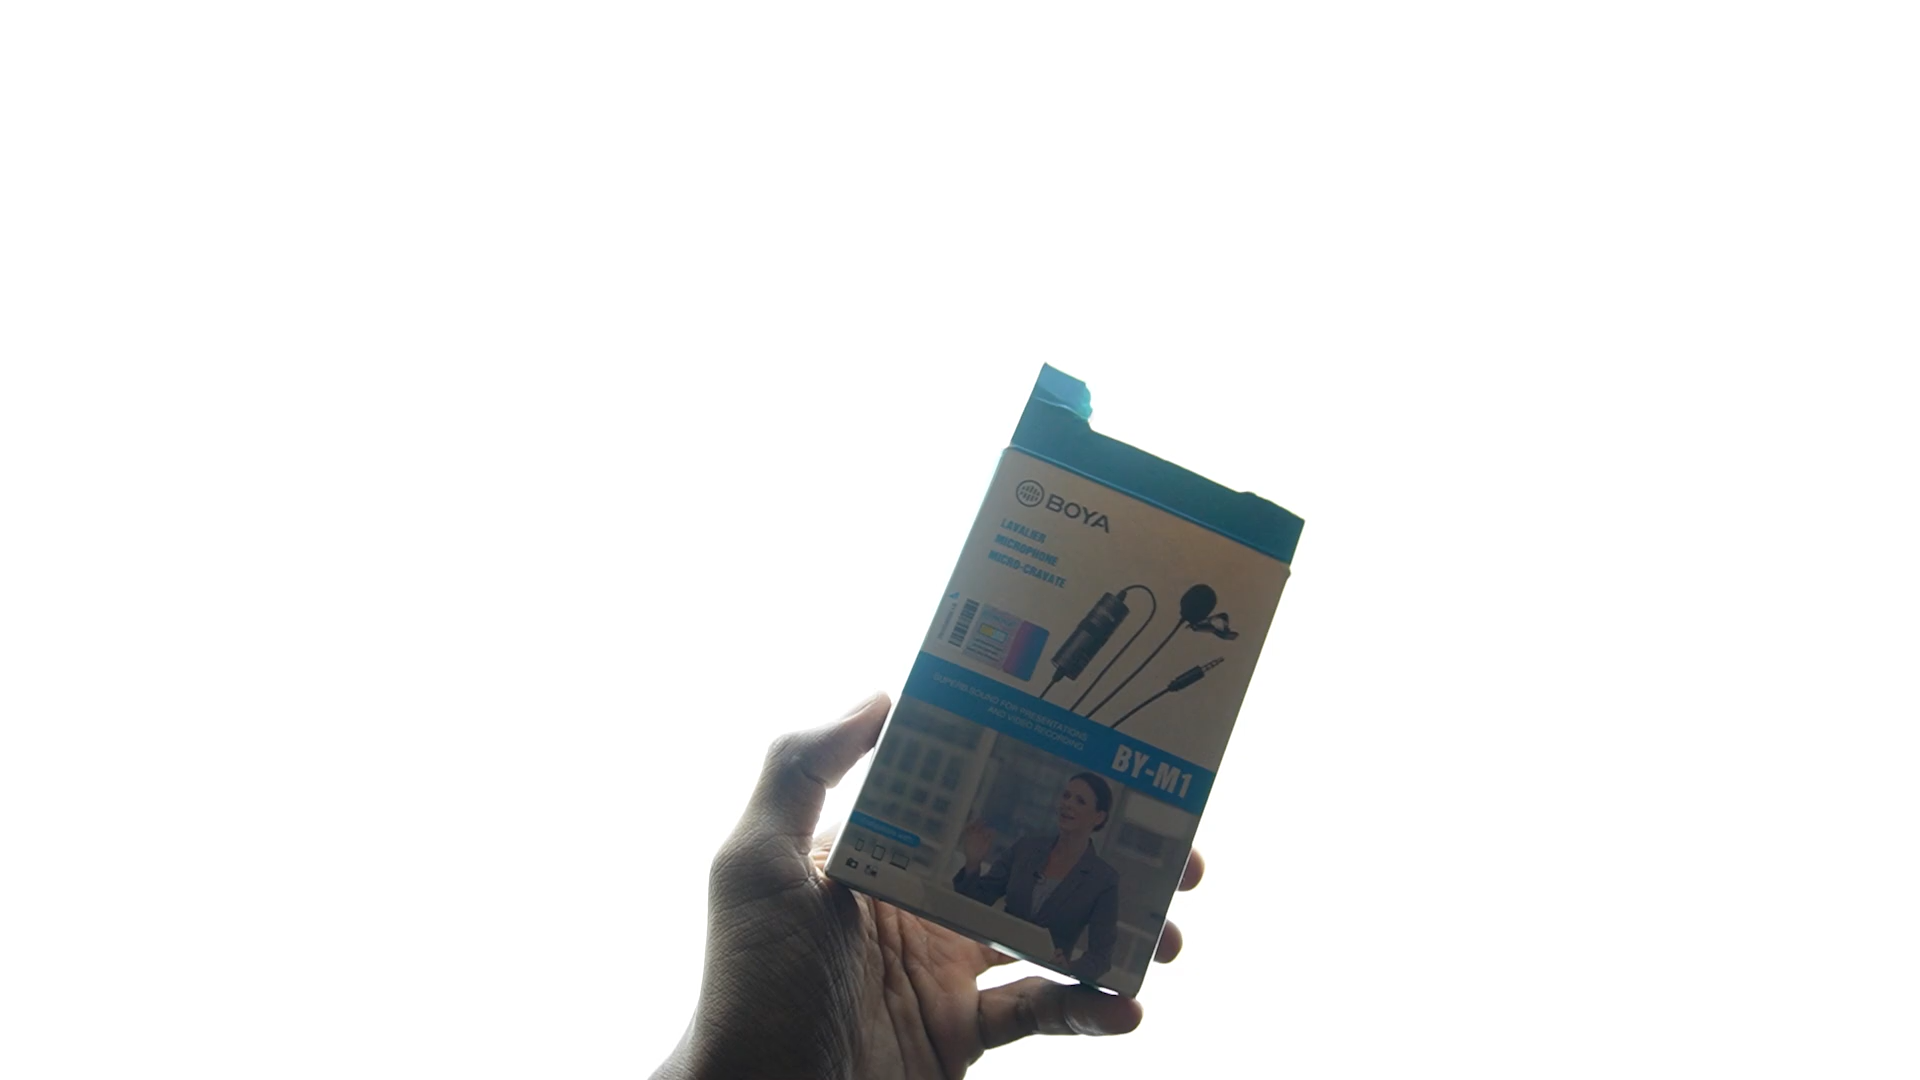 BOYA
LAVALIER
MICROPHONE
MICRO-CRAVATE
SUPERB SOUND FOR PRESENTATIONS
AND VIDEO RECORDING
BY-M1